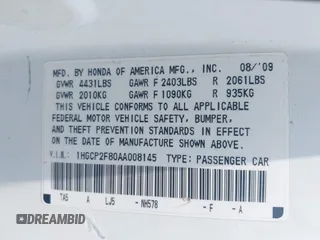 MFD. BY HONDA OF AMERICA MFG., INC. 08/'09
GVWR 4431LBS GAWR F 2403LBS R 2061LBS
GVWR 2010KG GAWR F 1090KG R 935KG
THIS VEHICLE CONFORMS TO ALL APPLICABLE
FEDERAL MOTOR VEHICLE SAFETY, BUMPER,
AND THEFT PREVENTION STANDARDS IN EFFECT
ON THE DATE OF MANUFACTURE SHOWN ABOVE.
V.I.N.: 1HGCP2F80AA008145 TYPE: PASSENGER CAR
TA5 A LJ5 -NH578 -F -A
DREAMBID